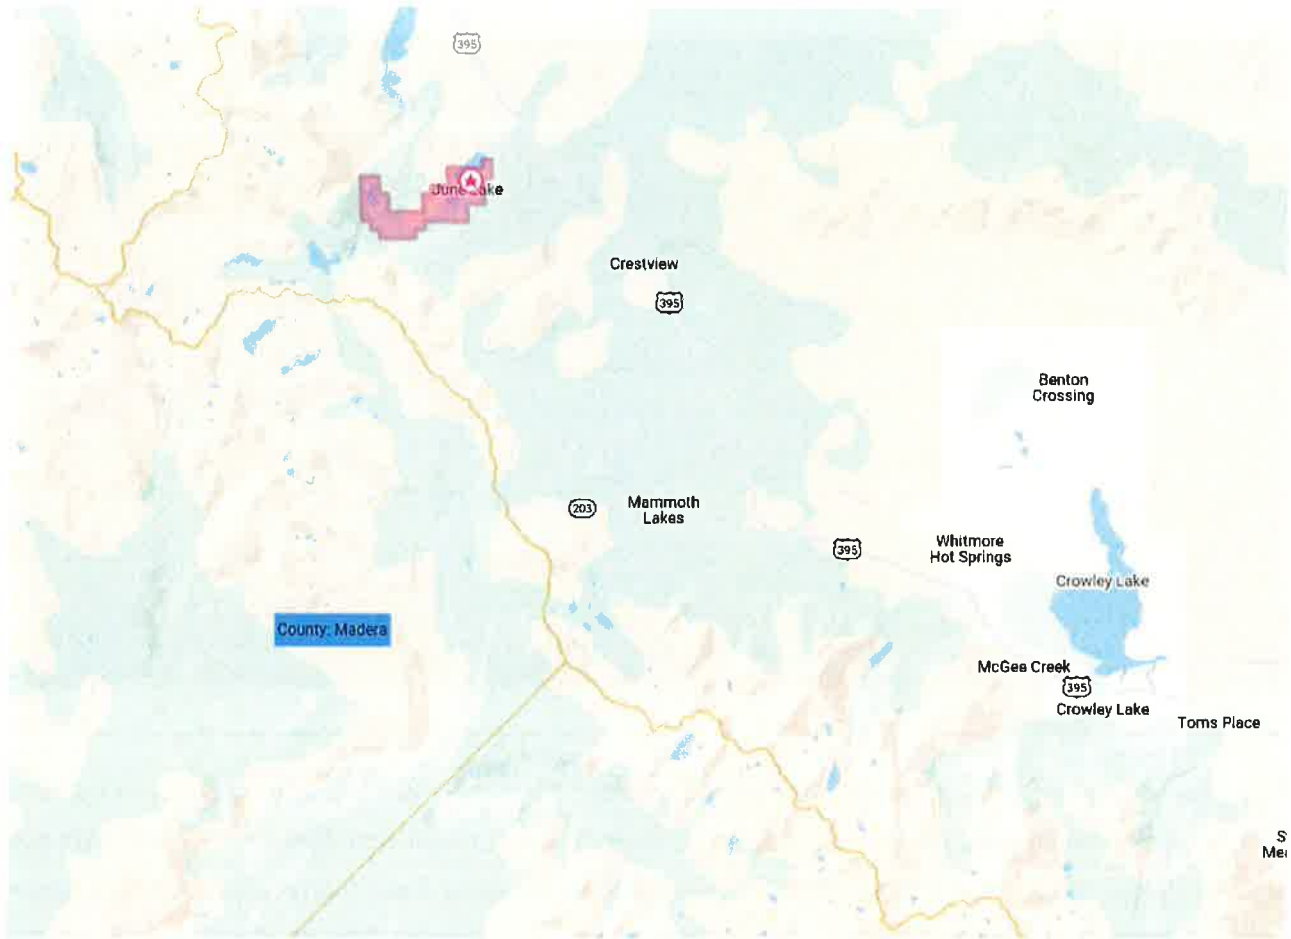 395
June Lake
Crestview
395
Benton
Crossing
203
Mammoth
Lakes
395
Whitmore
Hot Springs
Crowley Lake
County: Madera
McGee Creek
395
Crowley Lake
Toms Place
S
Mei